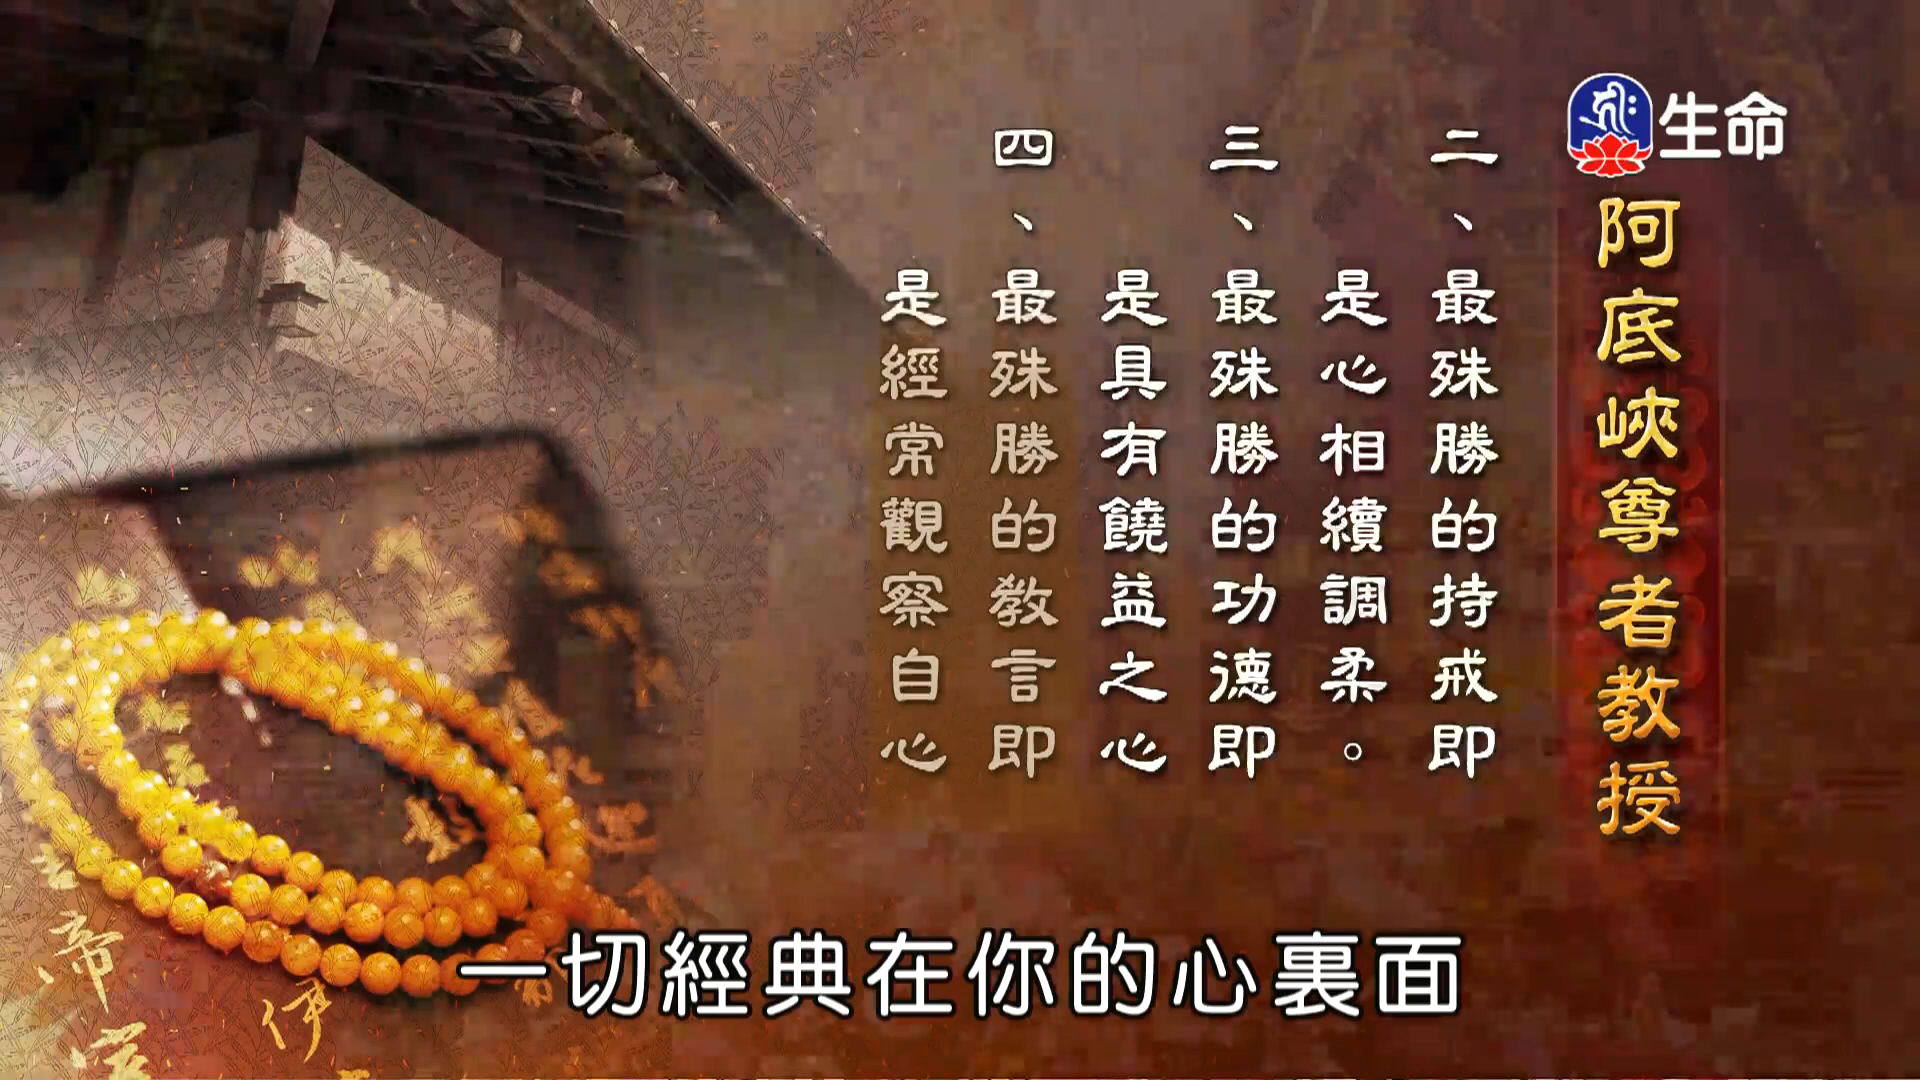 生命
阿底峽尊者教授
二、最殊勝的持戒即
是心相續調柔。
三、最殊勝的功德即
是具有饒益之心
四、最殊勝的教言即
是經常觀察自心
一切經典在你的心裏面
帝
伊